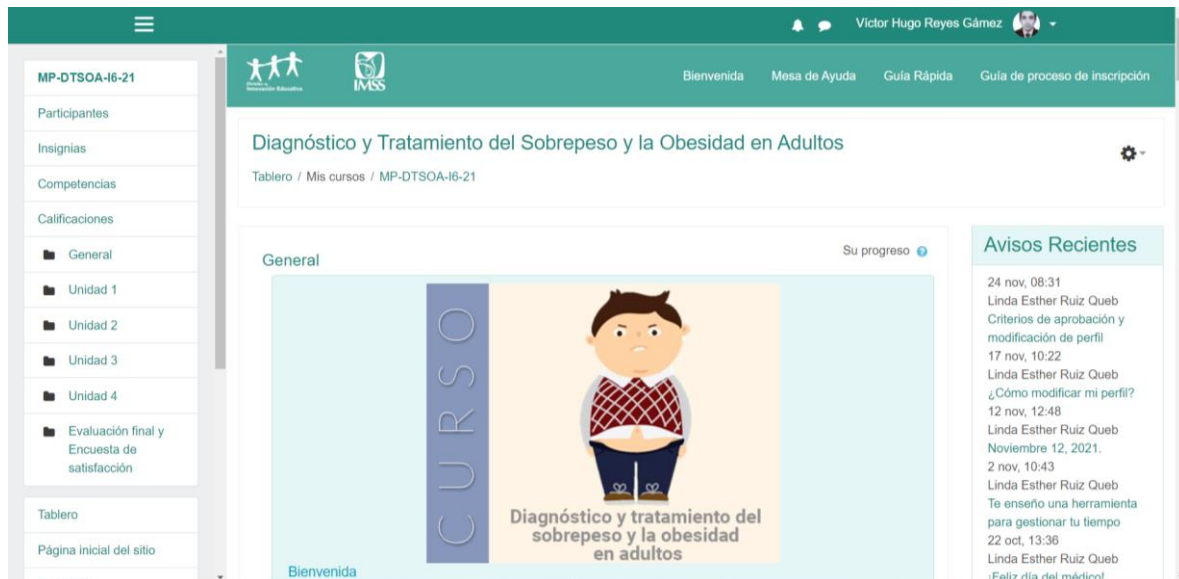 Víctor Hugo Reyes Gámez
MP-DTSOA-I6-21
Participantes
Insignias
Competencias
Calificaciones
General
Unidad 1
Unidad 2
Unidad 3
Unidad 4
Evaluación final y
Encuesta de
satisfacción
Tablero
Página inicial del sitio
IMSS
Bienvenida
Mesa de Ayuda
Guía Rápida
Guía de proceso de inscripción
Diagnóstico y Tratamiento del Sobrepeso y la Obesidad en Adultos
Tablero / Mis cursos / MP-DTSOA-I6-21
General
Su progreso
CURSO
Diagnóstico y tratamiento del
sobrepeso y la obesidad
en adultos
Bienvenida
Avisos Recientes
24 nov, 08:31
Linda Esther Ruiz Queb
Criterios de aprobación y
modificación de perfil
17 nov, 10:22
Linda Esther Ruiz Queb
¿Cómo modificar mi perfil?
12 nov, 12:48
Linda Esther Ruiz Queb
Noviembre 12, 2021.
2 nov, 10:43
Linda Esther Ruiz Queb
Te enseño una herramienta
para gestionar tu tiempo
22 oct, 13:36
Linda Esther Ruiz Queb
¡Feliz día del médico!